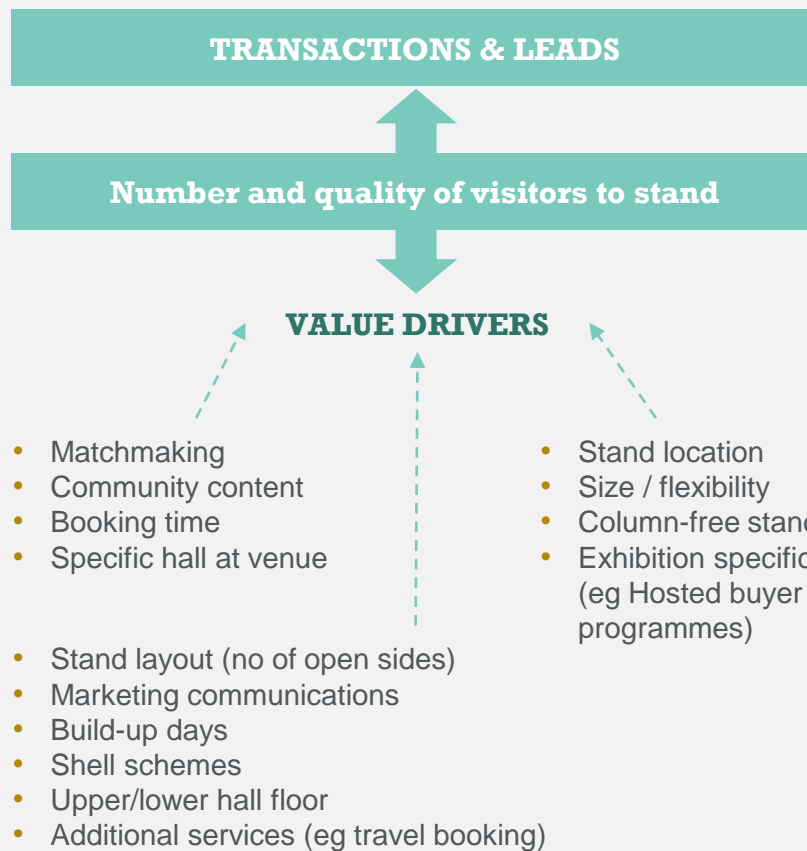 TRANSACTIONS & LEADS
Number and quality of visitors to stand
VALUE DRIVERS
• Matchmaking
• Community content
• Booking time
• Specific hall at venue
• Stand location
• Size / flexibility
• Column-free
• Exhibition
(eg Hosted buyer
programmes)
• Stand layout (no of open sides)
• Marketing communications
• Build-up days
• Shell schemes
• Upper/lower hall floor
• Additional services (eg travel booking)